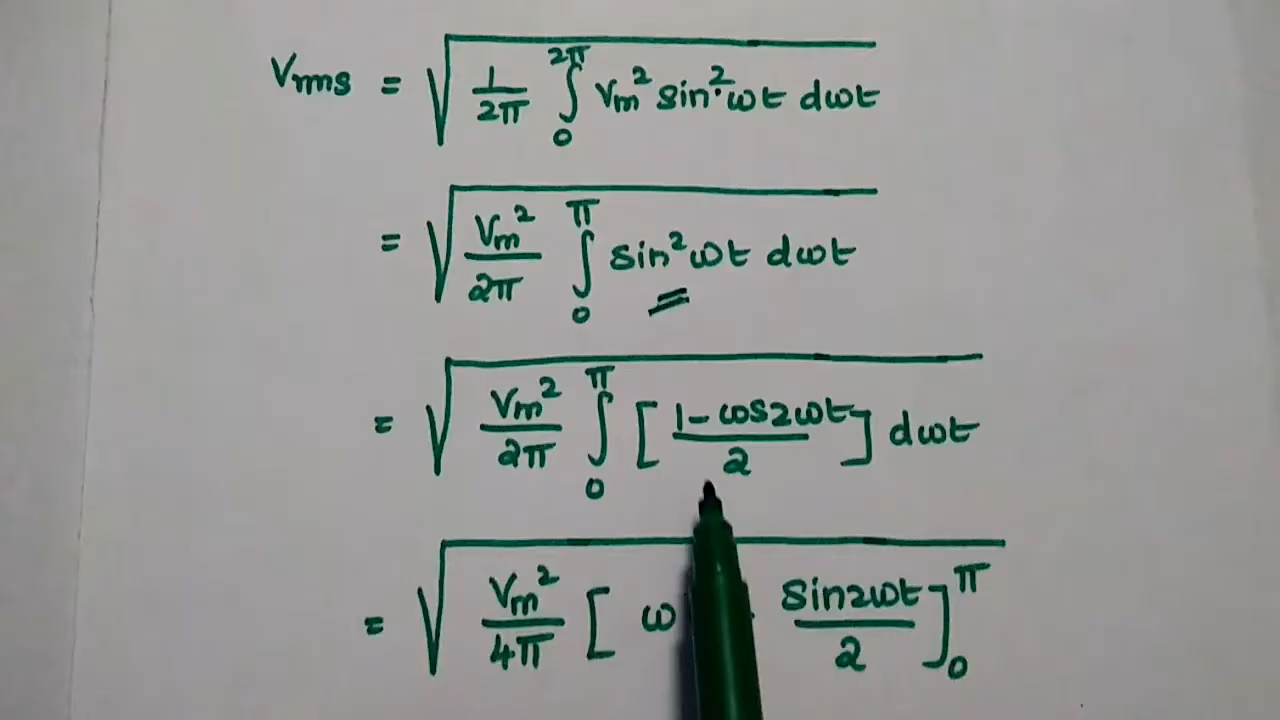 Vrms = √(1/2π ∫₀^2π Vm² sin²ωt dωt)
= √(Vm²/2π ∫₀^π sin²ωt dωt)
= √(Vm²/2π ∫₀^π [(1-cos2ωt)/2] dωt)
= √(Vm²/4π [ω sin2ωt/2]₀^π)